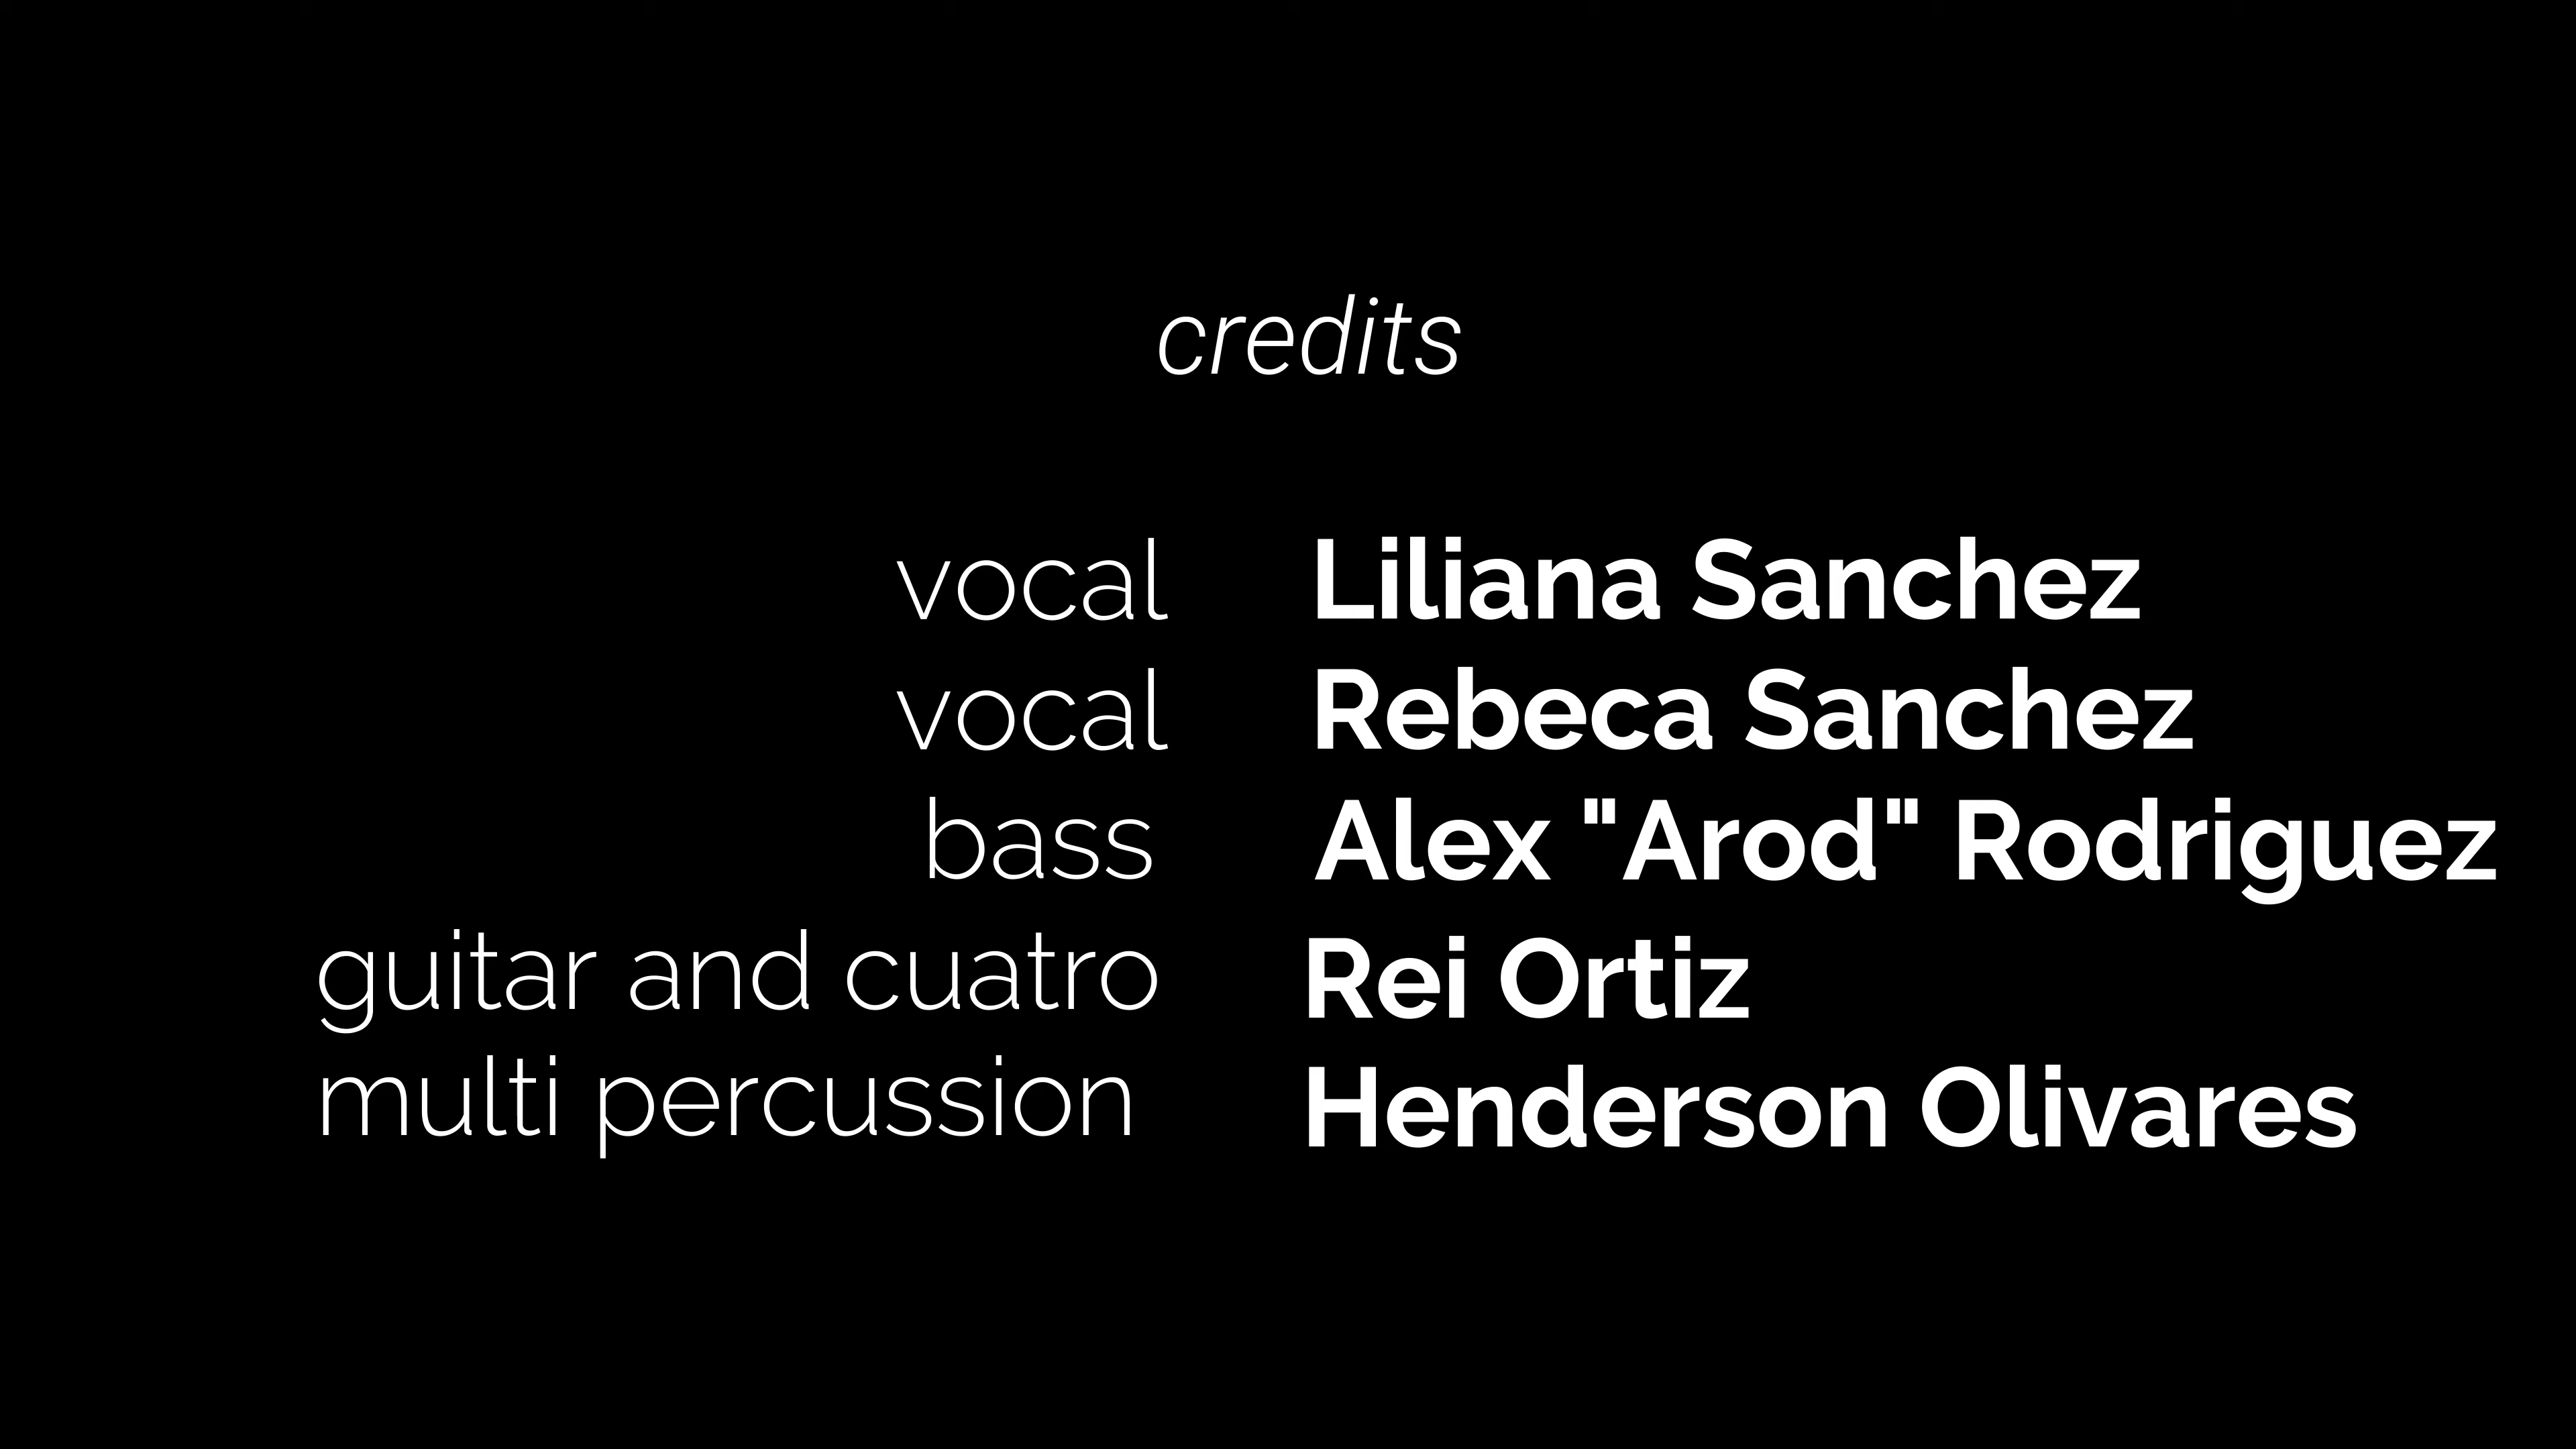 credits
vocal Liliana Sanchez
vocal Rebeca Sanchez
bass Alex "Arod" Rodriguez
guitar and cuatro Rei Ortiz
multi percussion Henderson Olivares